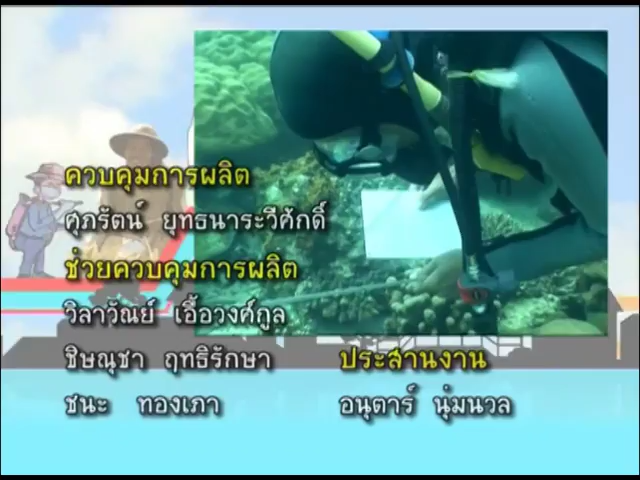 ควบคุมการผลิต
ศุภรัตน์ ยุทธนาระวีศักดิ์
ช่วยควบคุมการผลิต
วิลาวัณย์ เอื้อวงศ์กูล
ชิษณุชา ฤทธิรักษา
ชนะ ทองเภา
ประสานงาน
อนุตาร์ นุ่มนวล